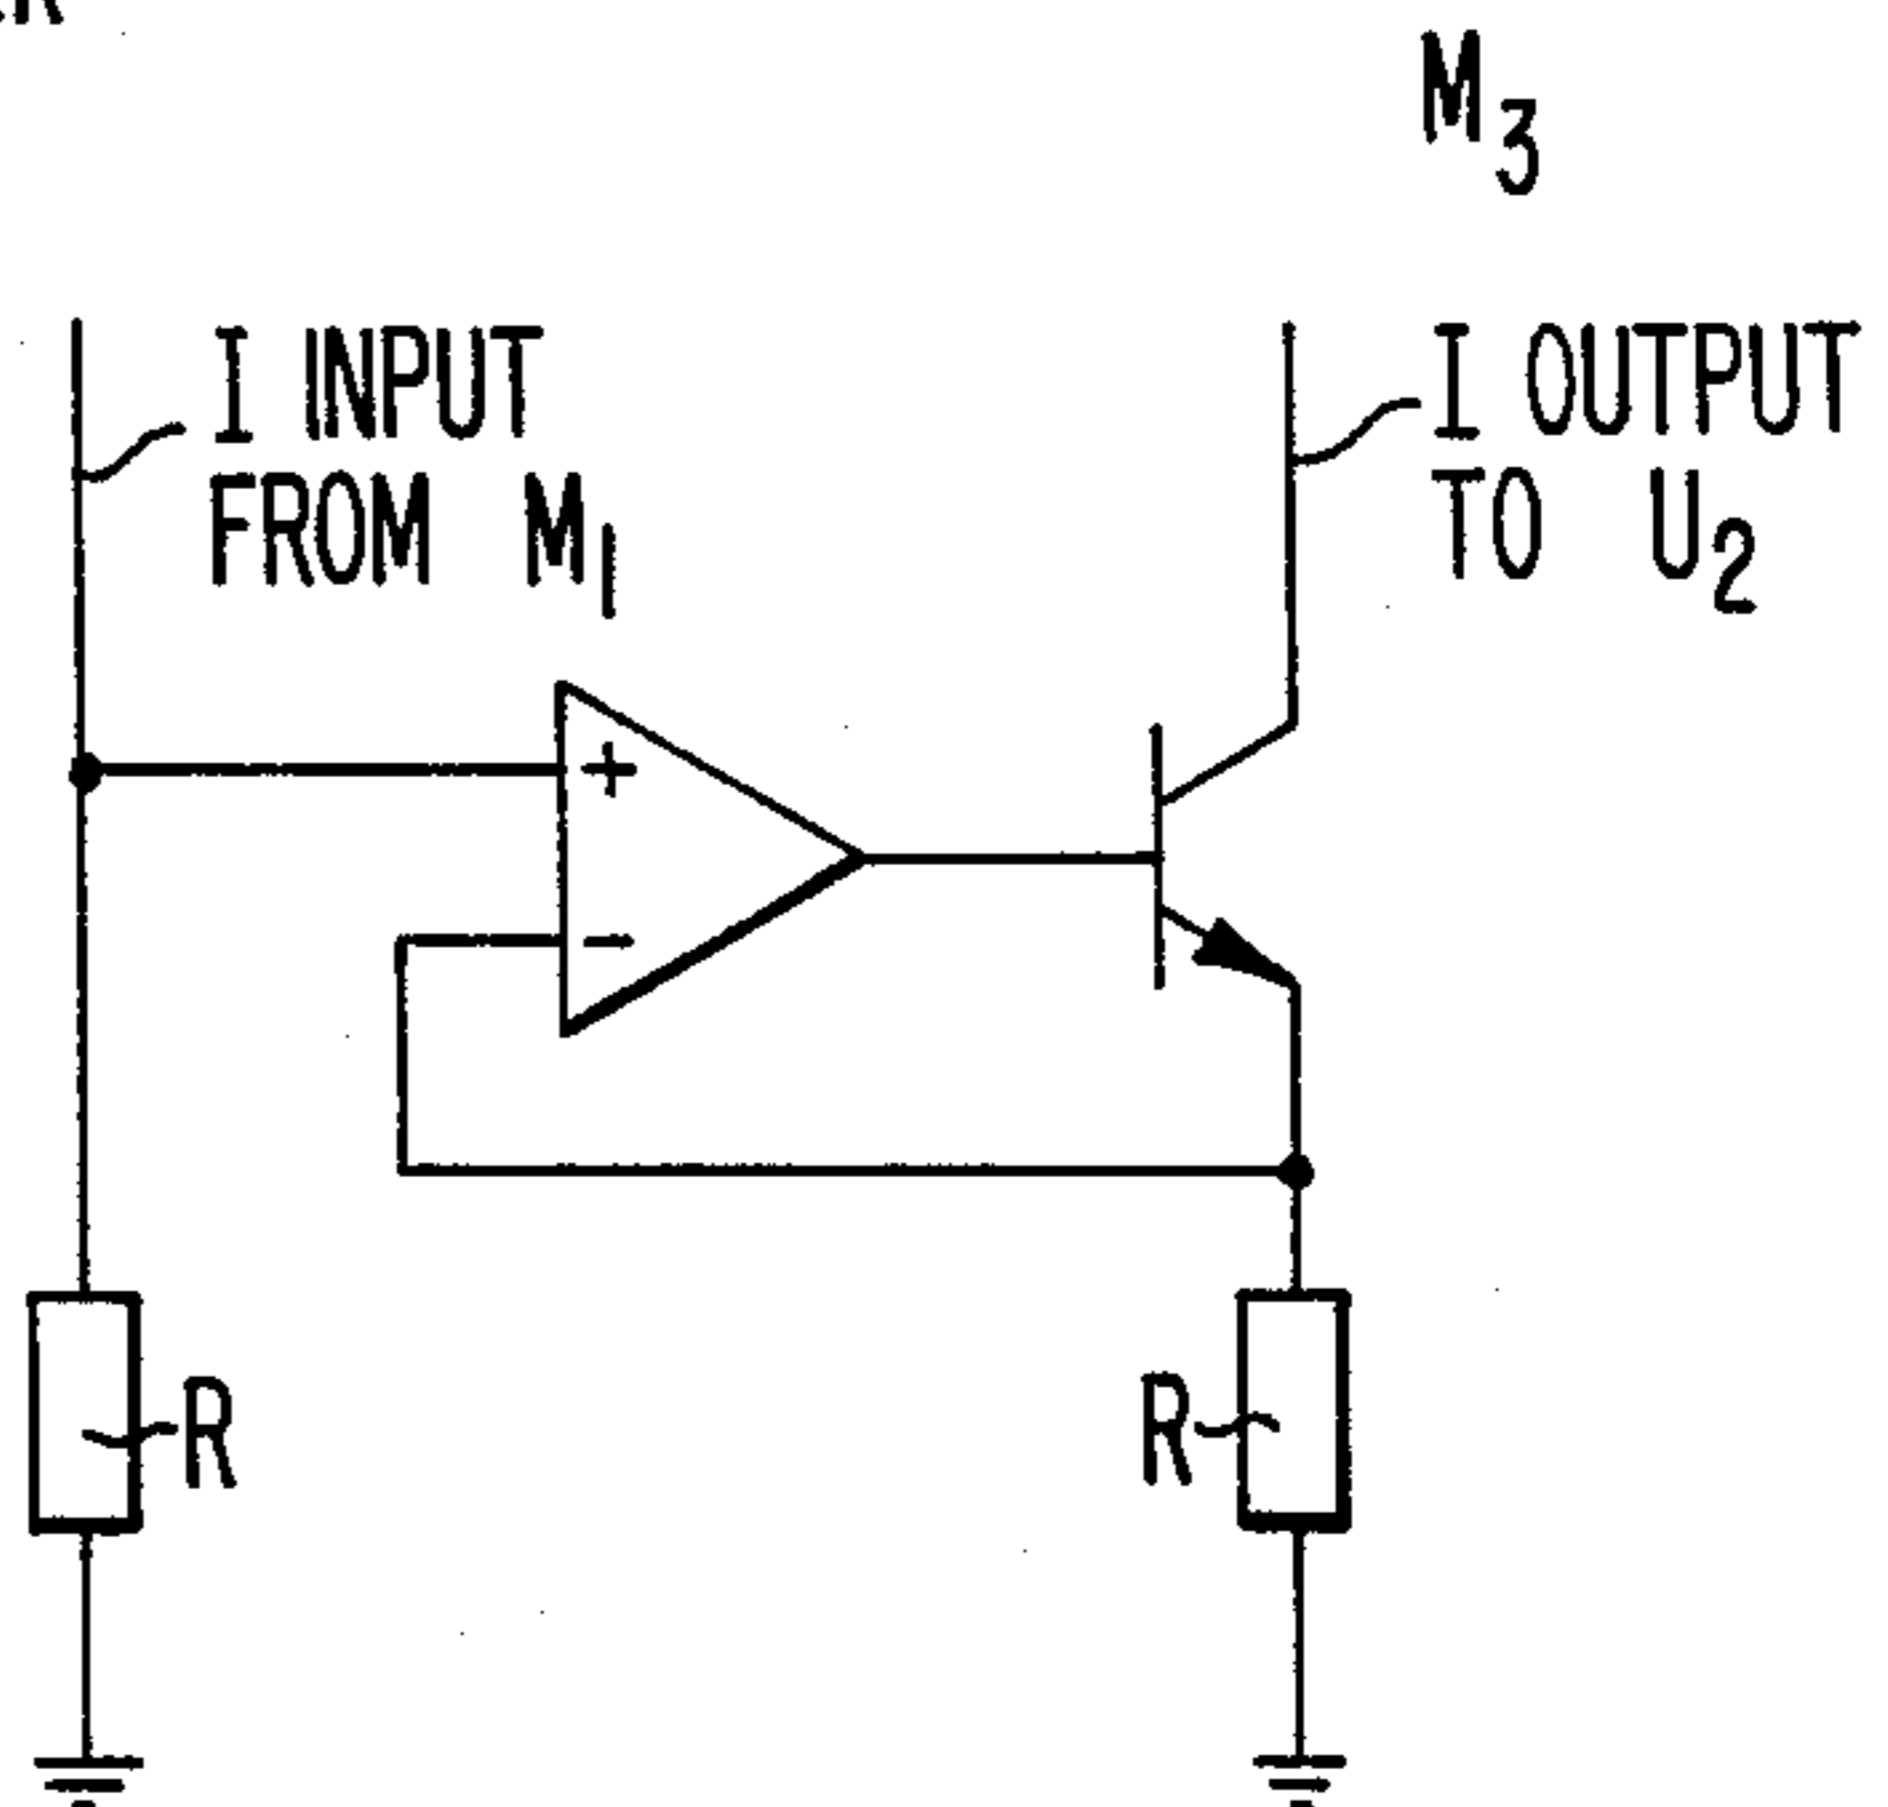 M3
I INPUT
FROM M1
I OUTPUT
TO U2
+
−
R
R